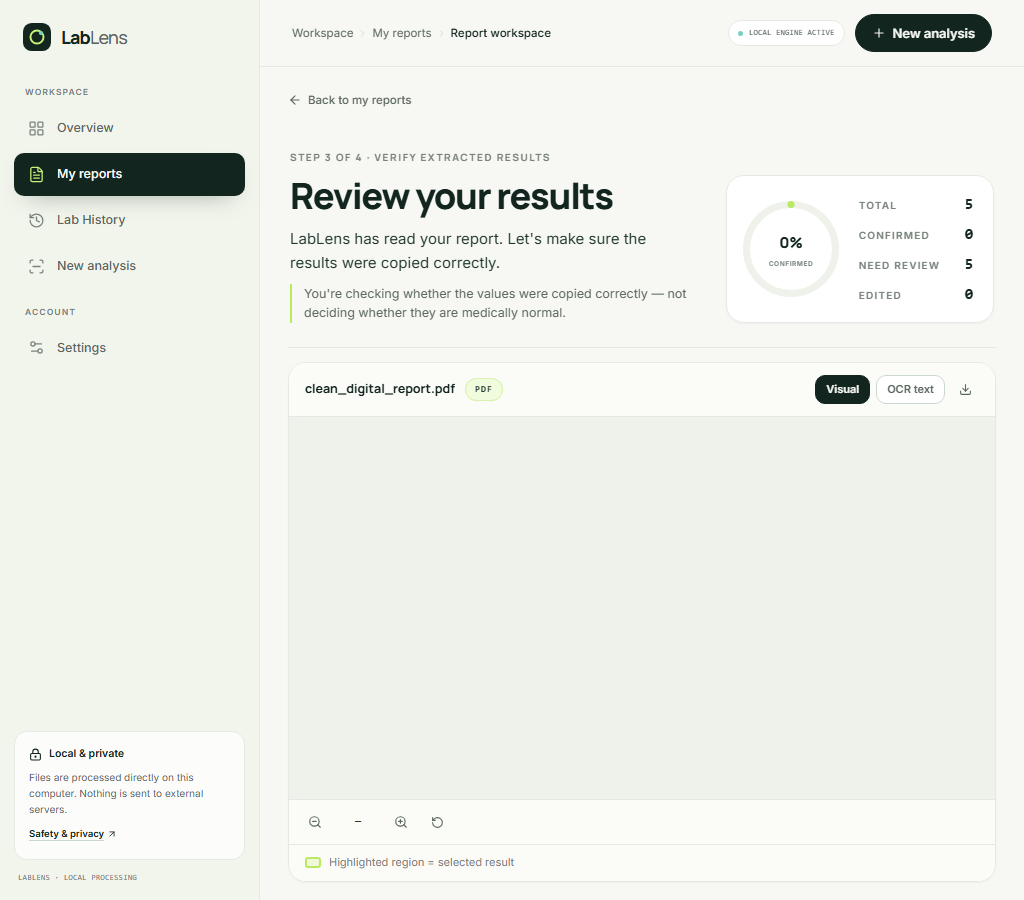 LabLens
WORKSPACE
Overview
My reports
Lab History
New analysis
ACCOUNT
Settings
Local & private
Files are processed directly on this
computer. Nothing is sent to external
servers.
Safety & privacy
LABLENS · LOCAL PROCESSING
Workspace › My reports › Report workspace
LOCAL ENGINE ACTIVE
+ New analysis
Back to my reports
STEP 3 OF 4 · VERIFY EXTRACTED RESULTS
Review your results
LabLens has read your report. Let's make sure the
results were copied correctly.
You're checking whether the values were copied correctly — not
deciding whether they are medically normal.
0%
CONFIRMED
TOTAL 5
CONFIRMED 0
NEED REVIEW 5
EDITED 0
clean_digital_report.pdf
PDF
Visual
OCR text
–
Highlighted region = selected result